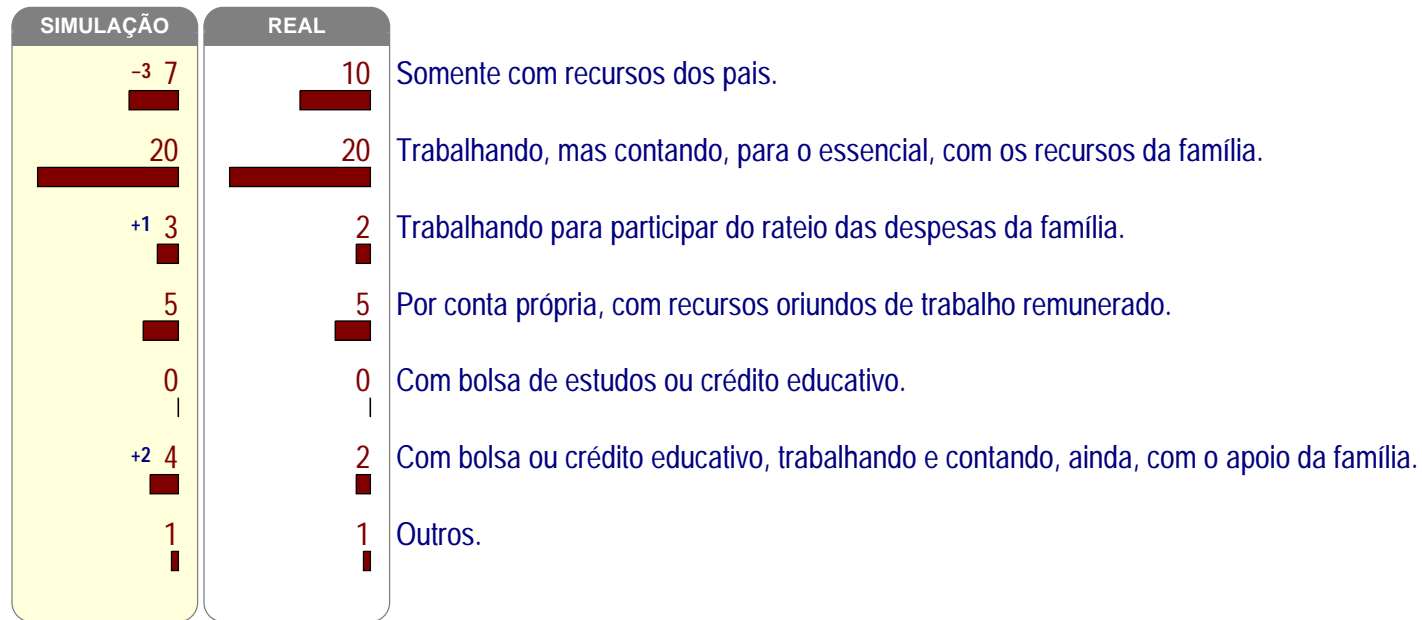 SIMULAÇÃO REAL
–3 7 10 Somente com recursos dos pais.
20 20 Trabalhando, mas contando, para o essencial, com os recursos da família.
+1 3 2 Trabalhando para participar do rateio das despesas da família.
5 5 Por conta própria, com recursos oriundos de trabalho remunerado.
0 0 Com bolsa de estudos ou crédito educativo.
+2 4 2 Com bolsa ou crédito educativo, trabalhando e contando, ainda, com o apoio da família.
1 1 Outros.